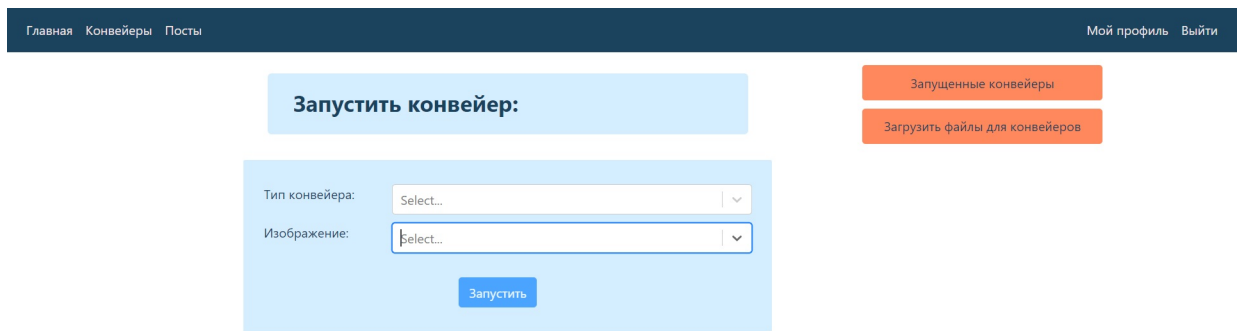 Главная Конвейеры Посты Мой профиль Выйти
Запустить конвейер:
Запущенные конвейеры
Загрузить файлы для конвейеров
Тип конвейера: Select...
Изображение: Select...
Запустить